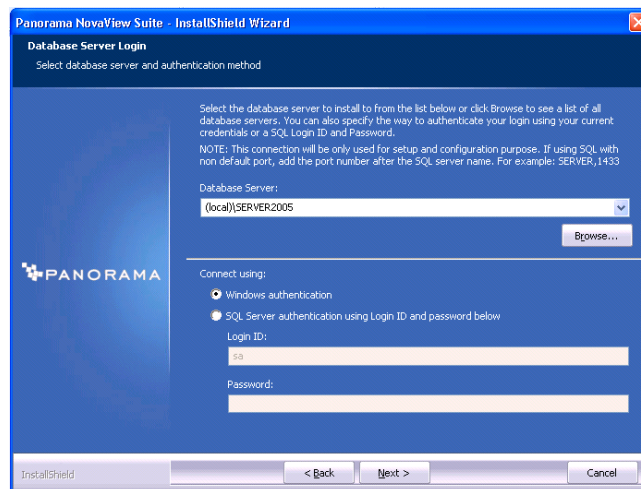 Panorama NovaView Suite - InstallShield Wizard
Database Server Login
Select database server and authentication method
Select the database server to install to from the list below or click Browse to see a list of all
database servers. You can also specify the way to authenticate your login using your current
credentials or a SQL Login ID and Password.
NOTE: This connection will be only used for setup and configuration purpose. If using SQL with
non default port, add the port number after the SQL server name. For example: SERVER,1433
Database Server:
(local)\SERVER2005
Browse...
PANORAMA
Connect using:
Windows authentication
SQL Server authentication using Login ID and password below
Login ID:
sa
Password:
InstallShield
< Back
Next >
Cancel